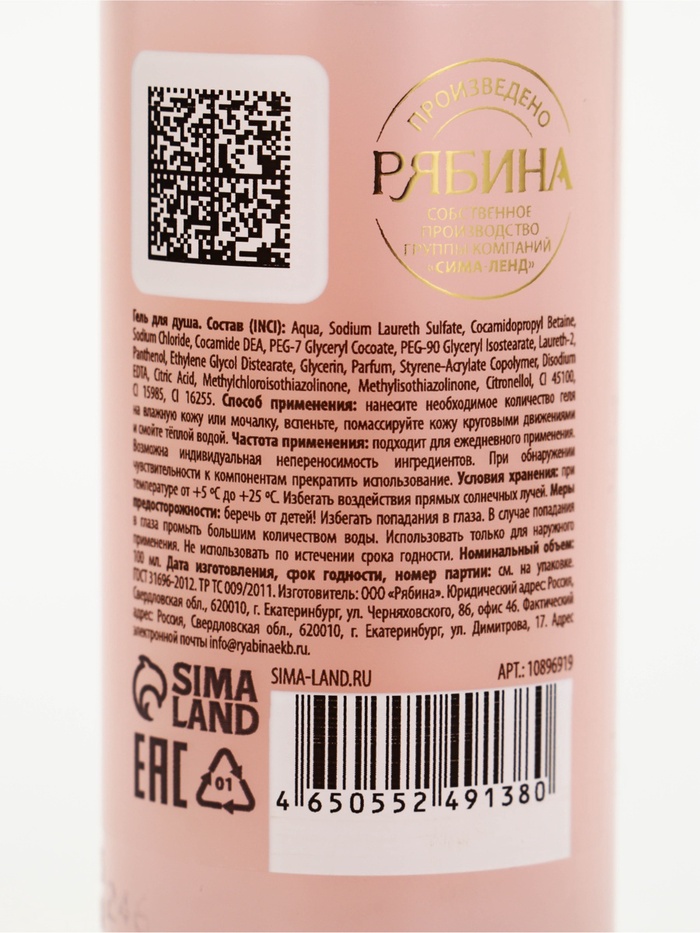 ПРОИЗВЕДЕНО
РЯБИНА
СОБСТВЕННОЕ
ПРОИЗВОДСТВО
ГРУППЫ КОМПАНИЙ
«СИМА-ЛЕНД»
Гель для душа. Состав (INCI): Aqua, Sodium Laureth Sulfate, Cocamidopropyl Betaine,
Sodium Chloride, Cocamide DEA, PEG-7 Glyceryl Cocoate, PEG-90 Glyceryl Isostearate, Laureth-2,
Panthenol, Ethylene Glycol Distearate, Glycerin, Parfum, Styrene-Acrylate Copolymer, Disodium
EDTA, Citric Acid, Methylchloroisothiazolinone, Methylisothiazolinone, Citronellol, CI 45100,
CI 15985, CI 16255. Способ применения: нанесите необходимое количество геля
на влажную кожу или мочалку, вспеньте, помассируйте кожу круговыми движениями
и смойте тёплой водой. Частота применения: подходит для ежедневного применения.
Возможна индивидуальная непереносимость ингредиентов. При обнаружении
чувствительности к компонентам прекратить использование. Условия хранения: при
температуре от +5 ºС до +25 ºС. Избегать воздействия прямых солнечных лучей. Меры
предосторожности: беречь от детей! Избегать попадания в глаза. В случае попадания
в глаза промыть большим количеством воды. Использовать только для наружного
применения. Не использовать по истечении срока годности. Номинальный объем:
100 мл. Дата изготовления, срок годности, номер партии: см. на упаковке.
ГОСТ 31696-2012. ТР ТС 009/2011. Изготовитель: ООО «Рябина». Юридический адрес: Россия,
Свердловская обл., 620010, г. Екатеринбург, ул. Черняховского, 86, офис 46. Фактический
адрес: Россия, Свердловская обл., 620010, г. Екатеринбург, ул. Димитрова, 17. Адрес
электронной почты info@ryabinaekb.ru.
SIMA
LAND
SIMA-LAND.RU
АРТ.: 10896919
EAC
01
4 650552 491380